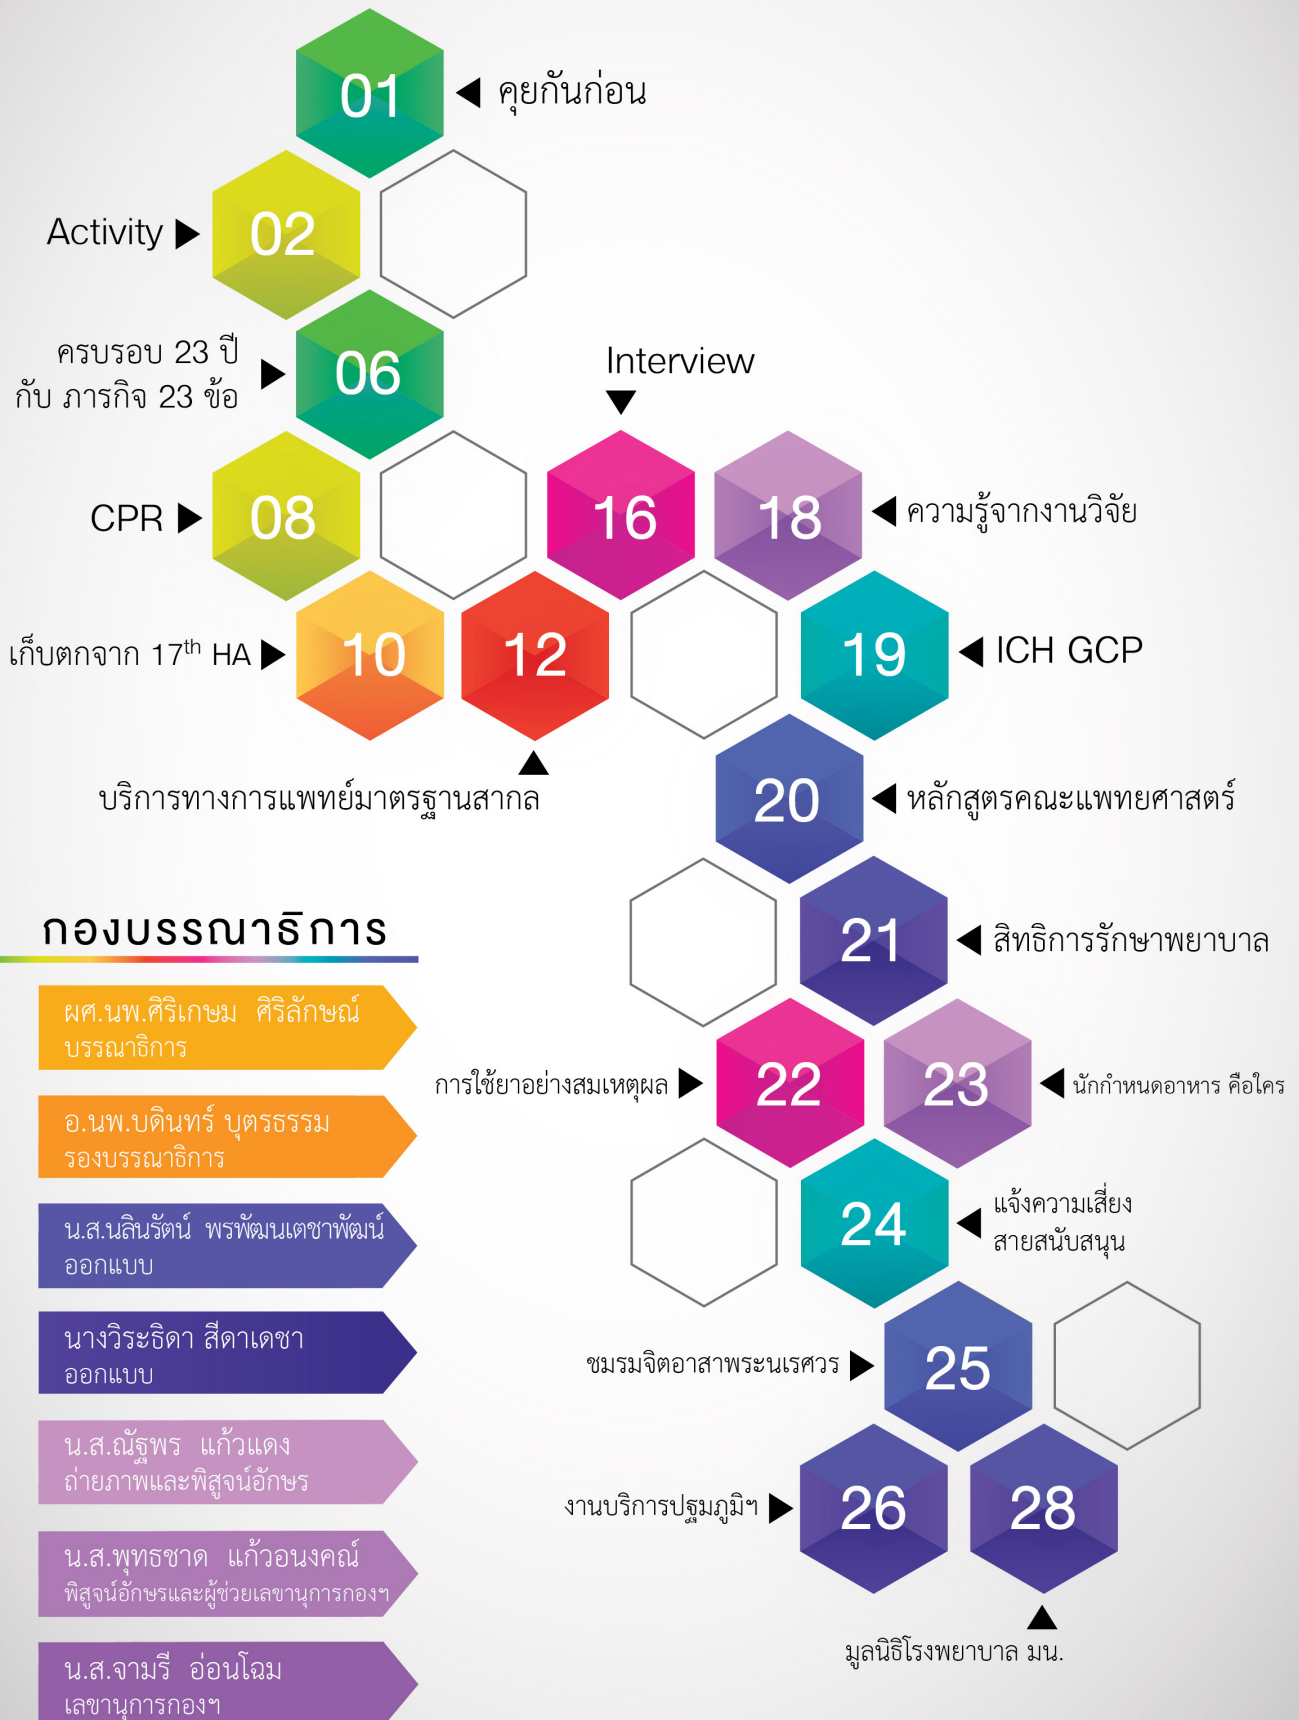 01
คุยกันก่อน
Activity
02
ครบรอบ 23 ปี
กับ ภารกิจ 23 ข้อ
06
Interview
CPR
08
16
18
ความรู้จากงานวิจัย
เก็บตกจาก 17th HA
10
12
19
ICH GCP
บริการทางการแพทย์มาตรฐานสากล
20
หลักสูตรคณะแพทยศาสตร์
21
สิทธิการรักษาพยาบาล
การใช้ยาอย่างสมเหตุผล
22
23
นักกำหนดอาหาร คือใคร
24
แจ้งความเสี่ยง
สายสนับสนุน
ชมรมจิตอาสาพระนเรศวร
25
งานบริการปฐมภูมิฯ
26
28
มูลนิธิโรงพยาบาล มน.
กองบรรณาธิการ
ผศ.นพ.ศิริเกษม ศิริลักษณ์
บรรณาธิการ
อ.นพ.บดินทร์ บุตรธรรม
รองบรรณาธิการ
น.ส.นลินรัตน์ พรพัฒนเตชาพัฒน์
ออกแบบ
นางวิระธิดา สีดาเดชา
ออกแบบ
น.ส.ณัฐพร แก้วแดง
ถ่ายภาพและพิสูจน์อักษร
น.ส.พุทธชาด แก้วอนงคณ์
พิสูจน์อักษรและผู้ช่วยเลขานุการกองฯ
น.ส.จามรี อ่อนโฉม
เลขานุการกองฯ